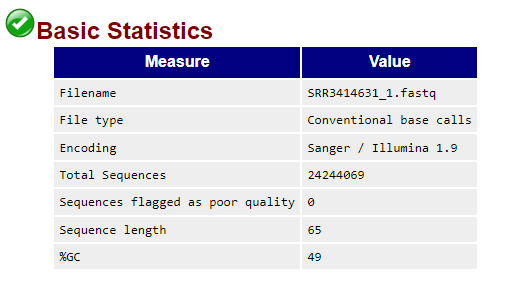 Basic Statistics
Measure Value
Filename SRR3414631_1.fastq
File type Conventional base calls
Encoding Sanger / Illumina 1.9
Total Sequences 24244069
Sequences flagged as poor quality 0
Sequence length 65
%GC 49